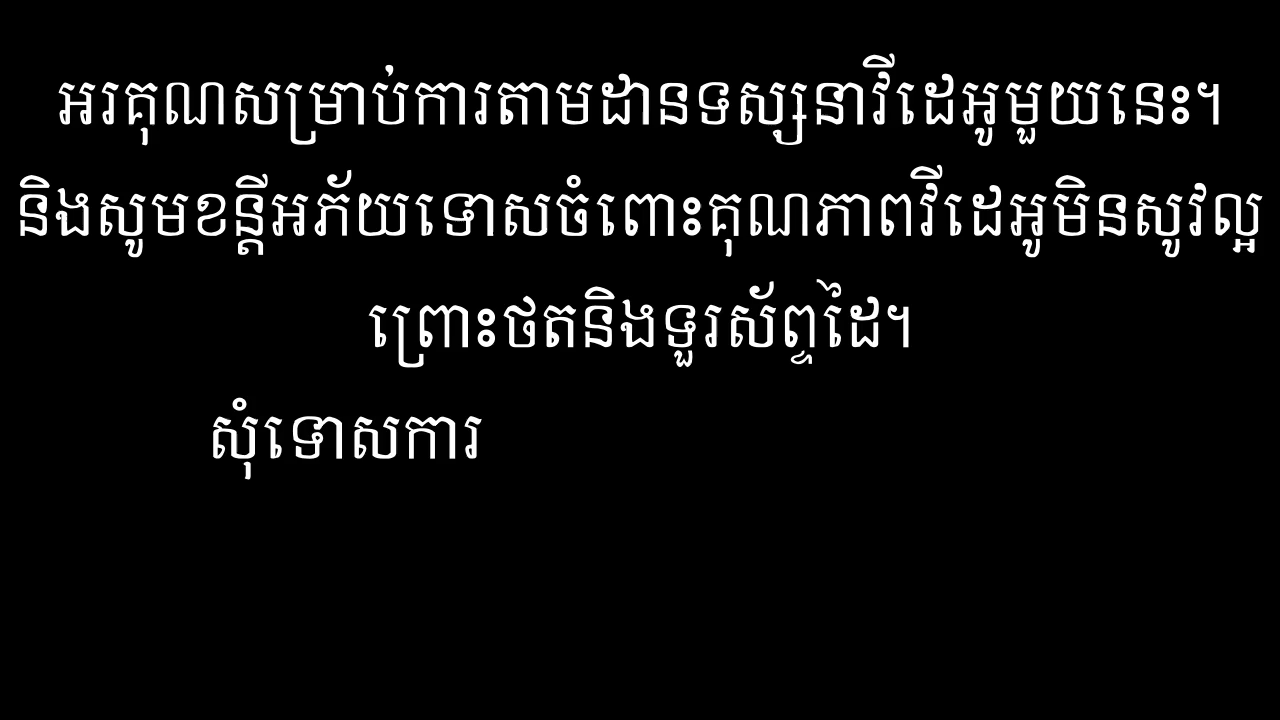 អរគុណសម្រាប់ការតាមដានទស្សនាវីដេអូមួយនេះ។
និងសូមខន្តីអភ័យទោសចំពោះគុណភាពវីដេអូមិនសូវល្អ
ព្រោះថតនិងទួរស័ព្ទដៃ។
សុំទោសការ